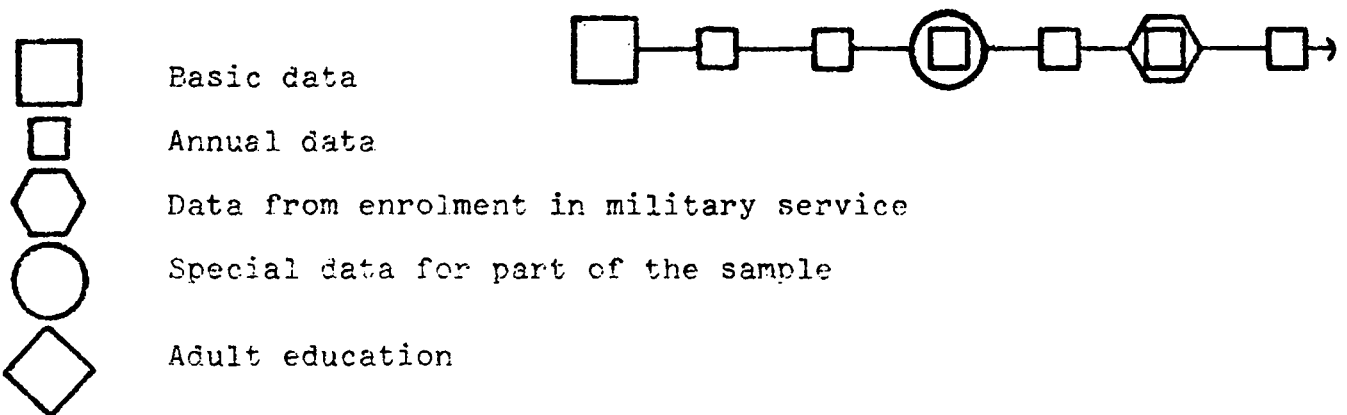 Basic data
Annual data
Data from enrolment in military service
Special data for part of the sample
Adult education